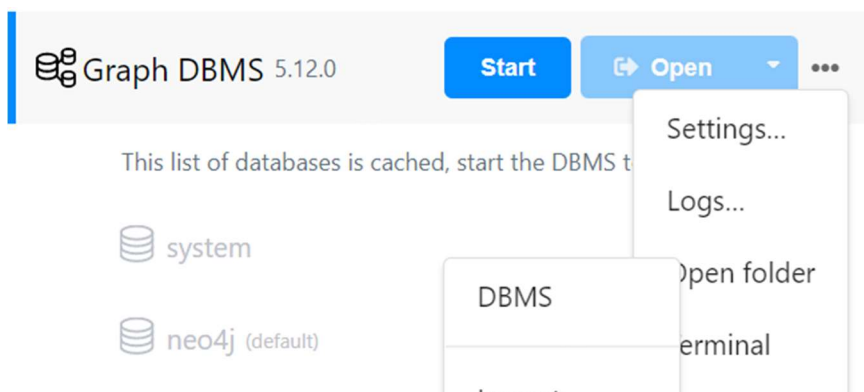 Graph DBMS 5.12.0 Start Open
Settings...
This list of databases is cached, start the DBMS
Logs...
system
Open folder
DBMS
neo4j (default)
Terminal